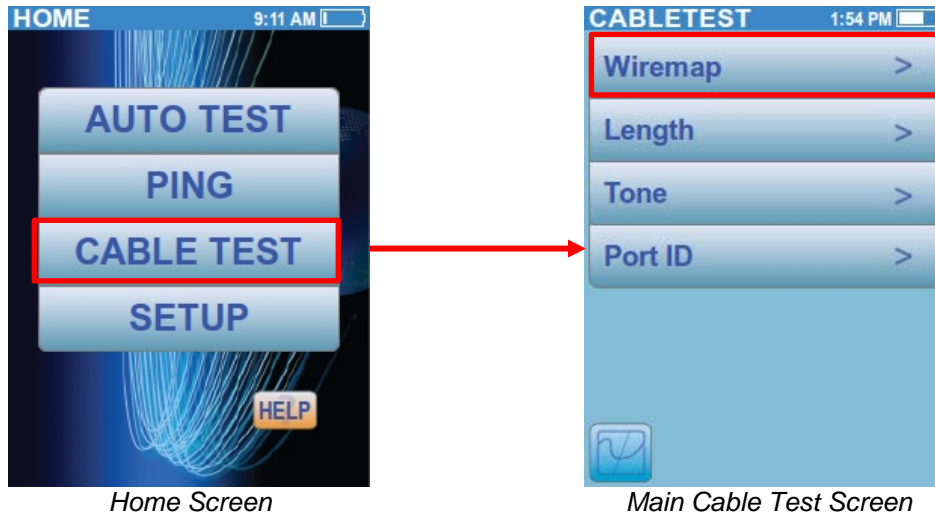 HOME 9:11 AM
AUTO TEST
PING
CABLE TEST
SETUP
HELP
Home Screen
CABLETEST 1:54 PM
Wiremap >
Length >
Tone >
Port ID >
Main Cable Test Screen